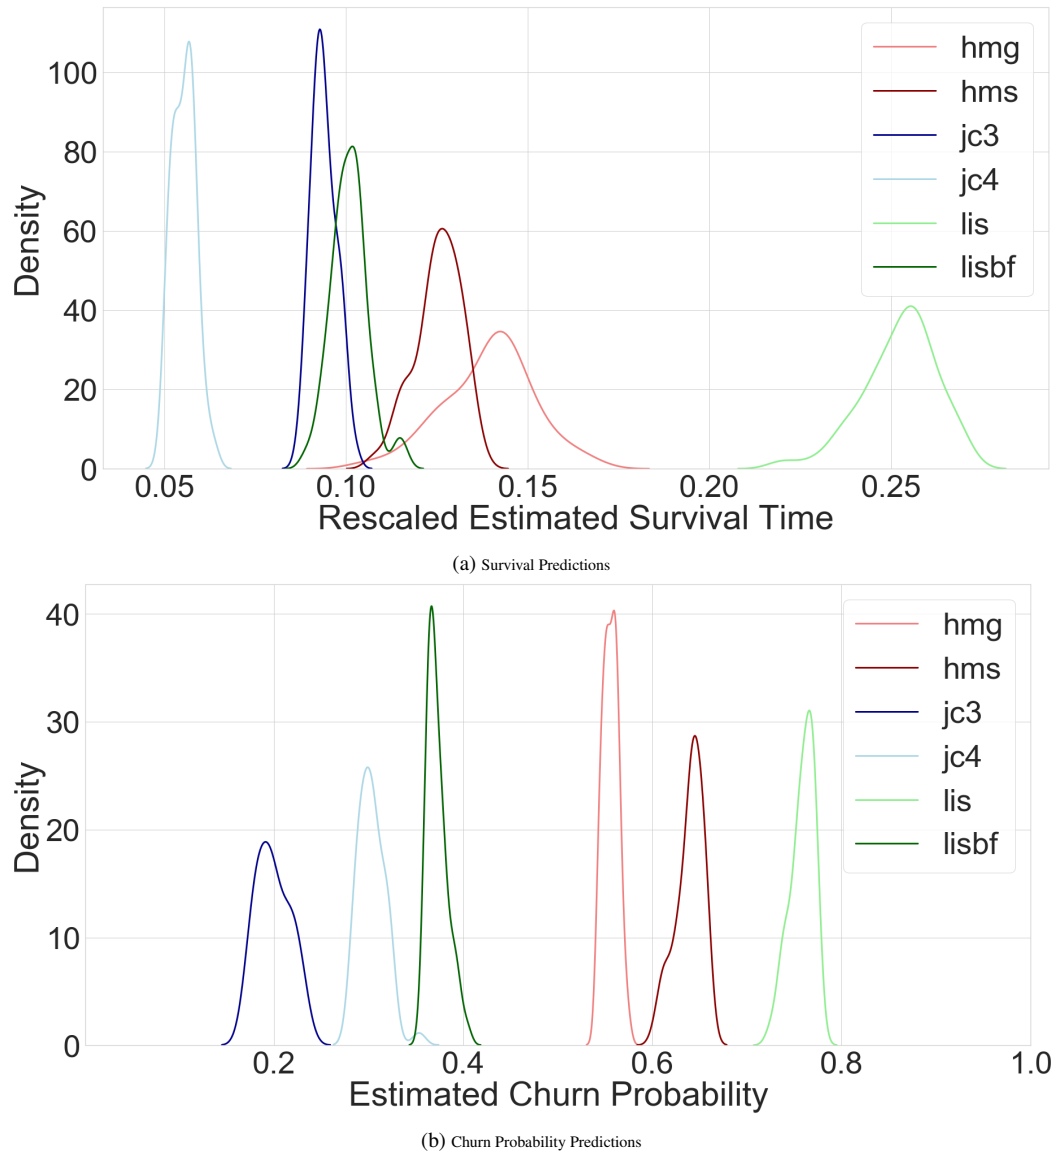 100
80
60
40
20
0
Density
hmg
hms
jc3
jc4
lis
lisbf
0.05 0.10 0.15 0.20 0.25
Rescaled Estimated Survival Time
(a) Survival Predictions
40
30
20
10
0
Density
hmg
hms
jc3
jc4
lis
lisbf
0.2 0.4 0.6 0.8 1.0
Estimated Churn Probability
(b) Churn Probability Predictions